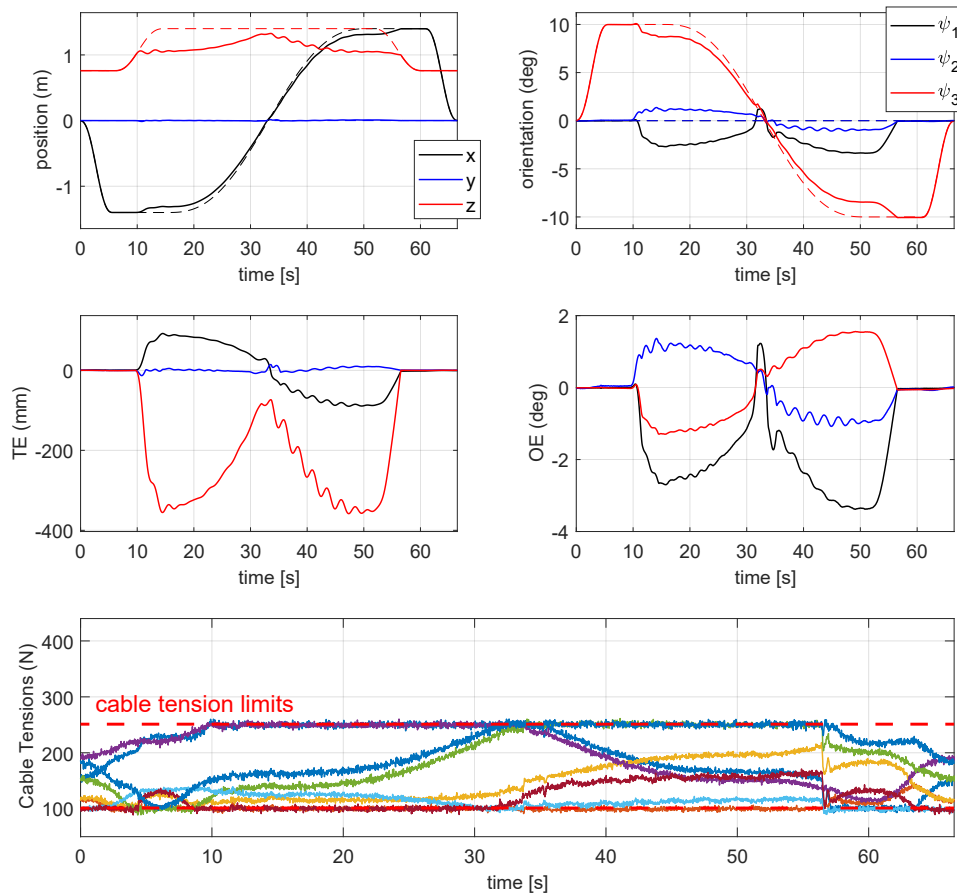 position (m)
1
0
-1
0 10 20 30 40 50 60
time [s]
x
y
z
orientation (deg)
10
5
0
-5
-10
0 10 20 30 40 50 60
time [s]
ψ1
ψ2
ψ3
TE (mm)
0
-200
-400
0 10 20 30 40 50 60
time [s]
OE (deg)
2
0
-2
-4
0 10 20 30 40 50 60
time [s]
Cable Tensions (N)
400
300
200
100
cable tension limits
0 10 20 30 40 50 60
time [s]